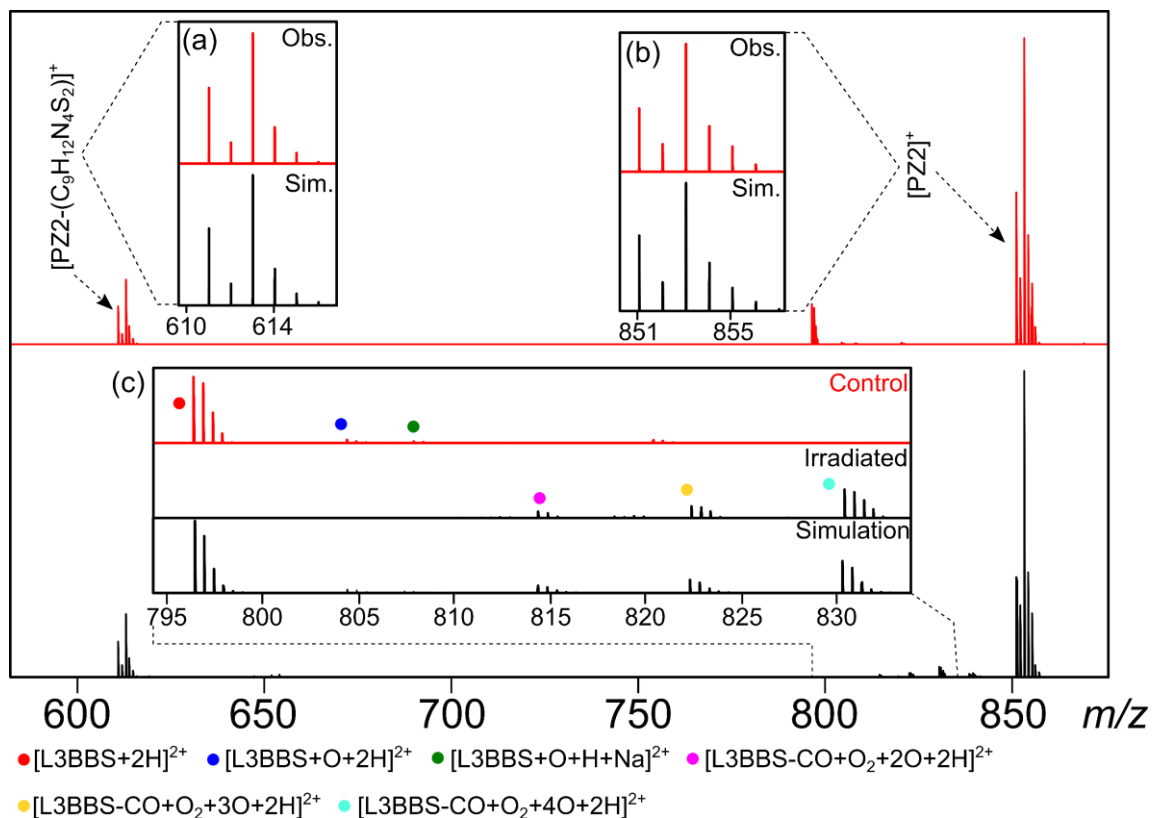 (a)
Obs.
Sim.
610 614
(b)
Obs.
Sim.
851 855
[PZ2-(C₉H₁₂N₄S₂)]⁺
[PZ2]⁺
(c)
Control
Irradiated
Simulation
795 800 805 810 815 820 825 830
600 650 700 750 800 850 m/z
[L3BBS+2H]²⁺ [L3BBS+O+2H]²⁺ [L3BBS+O+H+Na]²⁺ [L3BBS-CO+O₂+2O+2H]²⁺
[L3BBS-CO+O₂+3O+2H]²⁺ [L3BBS-CO+O₂+4O+2H]²⁺